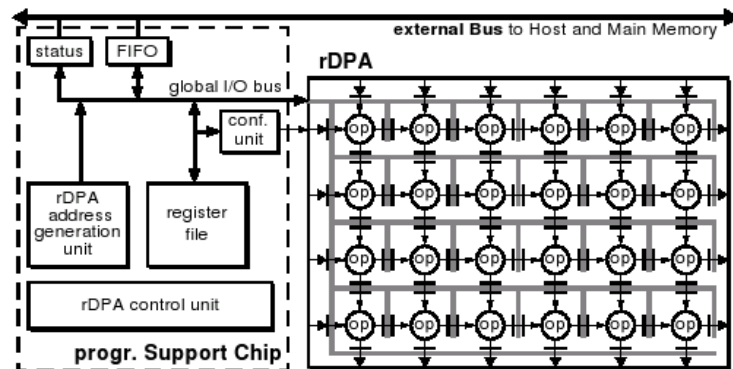 external Bus to Host and Main Memory
status
FIFO
rDPA
global I/O bus
conf.
unit
op op op op op op
rDPA
address
generation
unit
register
file
op op op op op op
op op op op op op
rDPA control unit
op op op op op op
progr. Support Chip